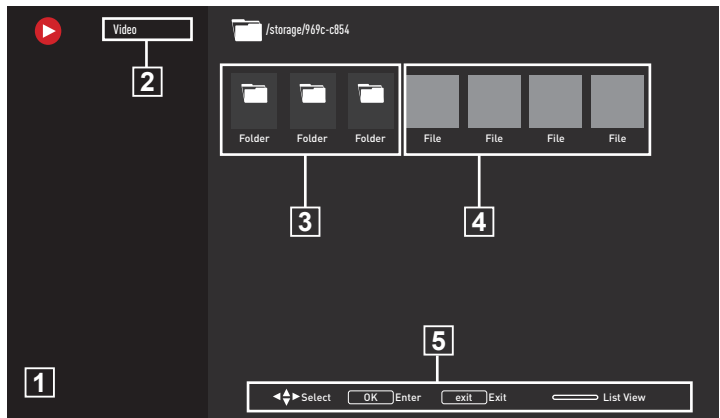 Video
/storage/969c-c854
2
Folder Folder Folder File File File File
3 4
5
1
Select OK Enter exit Exit List View